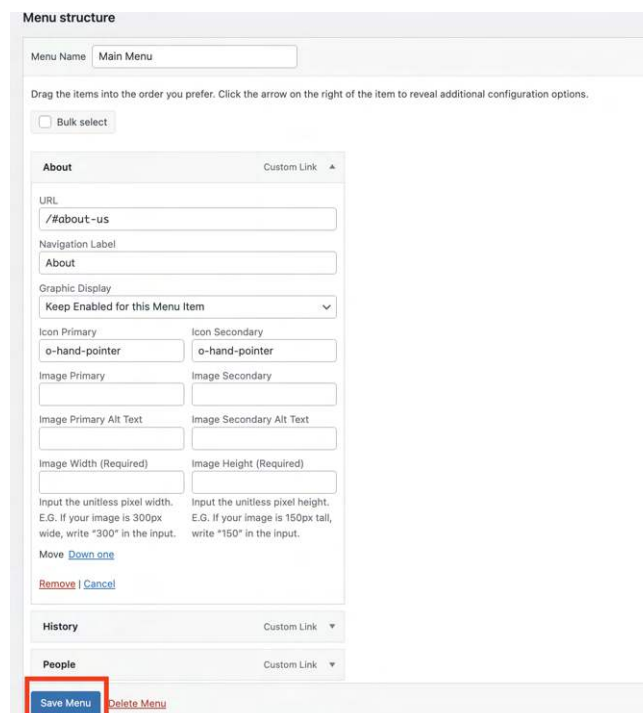 Menu structure
Menu Name Main Menu
Drag the items into the order you prefer. Click the arrow on the right of the item to reveal additional configuration options.
Bulk select
About Custom Link
URL
/#about-us
Navigation Label
About
Graphic Display
Keep Enabled for this Menu Item
Icon Primary Icon Secondary
o-hand-pointer o-hand-pointer
Image Primary Image Secondary
Image Primary Alt Text Image Secondary Alt Text
Image Width (Required) Image Height (Required)
Input the unitless pixel width. Input the unitless pixel height.
E.G. If your image is 300px E.G. If your image is 150px tall,
wide, write "300" in the input. write "150" in the input.
Move Down one
Remove | Cancel
History Custom Link
People Custom Link
Save Menu Delete Menu